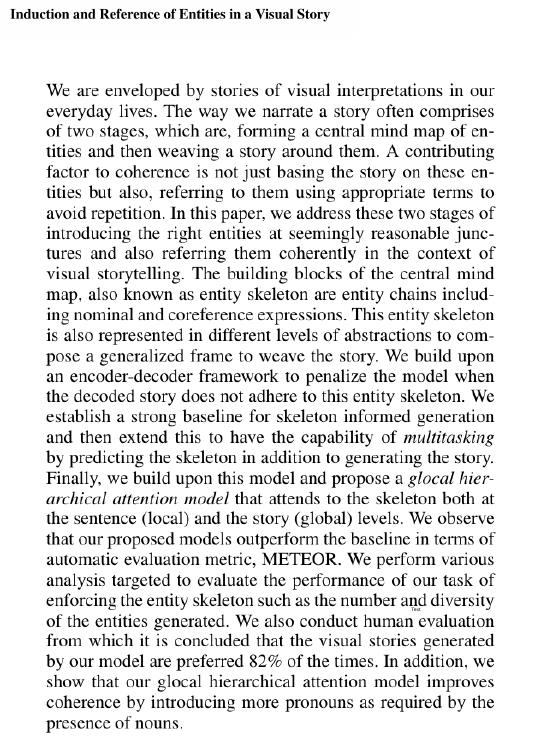 Induction and Reference of Entities in a Visual Story
We are enveloped by stories of visual interpretations in our
everyday lives. The way we narrate a story often comprises
of two stages, which are, forming a central mind map of en-
tities and then weaving a story around them. A contributing
factor to coherence is not just basing the story on these en-
tities but also, referring to them using appropriate terms to
avoid repetition. In this paper, we address these two stages of
introducing the right entities at seemingly reasonable junc-
tures and also referring them coherently in the context of
visual storytelling. The building blocks of the central mind
map, also known as entity skeleton are entity chains includ-
ing nominal and coreference expressions. This entity skeleton
is also represented in different levels of abstractions to com-
pose a generalized frame to weave the story. We build upon
an encoder-decoder framework to penalize the model when
the decoded story does not adhere to this entity skeleton. We
establish a strong baseline for skeleton informed generation
and then extend this to have the capability of multitasking
by predicting the skeleton in addition to generating the story.
Finally, we build upon this model and propose a glocal hier-
archical attention model that attends to the skeleton both at
the sentence (local) and the story (global) levels. We observe
that our proposed models outperform the baseline in terms of
automatic evaluation metric, METEOR. We perform various
analysis targeted to evaluate the performance of our task of
enforcing the entity skeleton such as the number and diversity
of the entities generated. We also conduct human evaluation
from which it is concluded that the visual stories generated
by our model are preferred 82% of the times. In addition, we
show that our glocal hierarchical attention model improves
coherence by introducing more pronouns as required by the
presence of nouns.